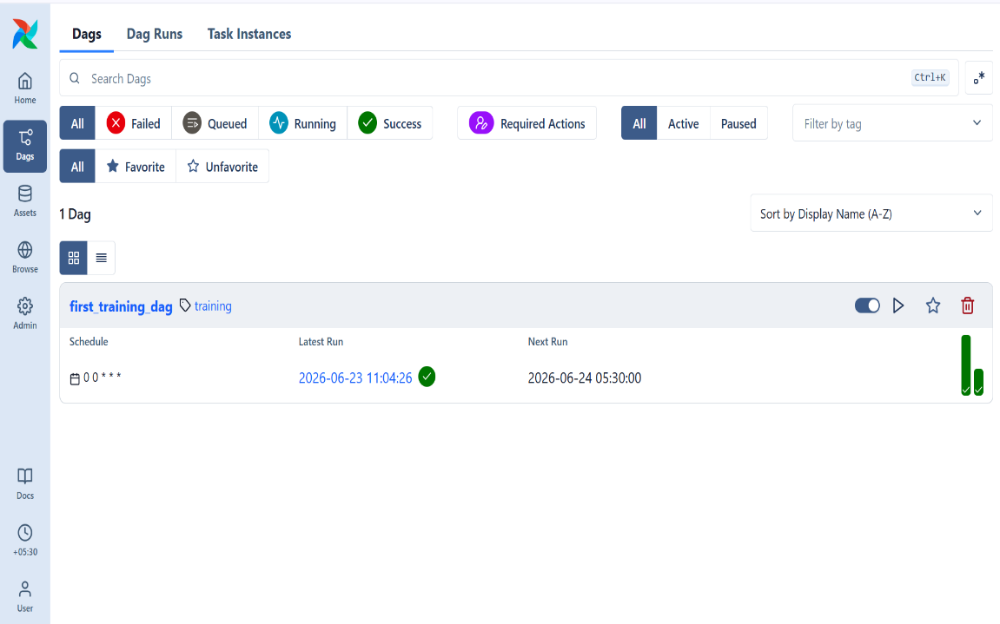 Dags Dag Runs Task Instances
Search Dags Ctrl+K
All Failed Queued Running Success Required Actions All Active Paused Filter by tag
All Favorite Unfavorite
1 Dag Sort by Display Name (A-Z)
first_training_dag training
Schedule Latest Run Next Run
0 0 * * * 2026-06-23 11:04:26 2026-06-24 05:30:00
Home
Dags
Assets
Browse
Admin
Docs
+05:30
User